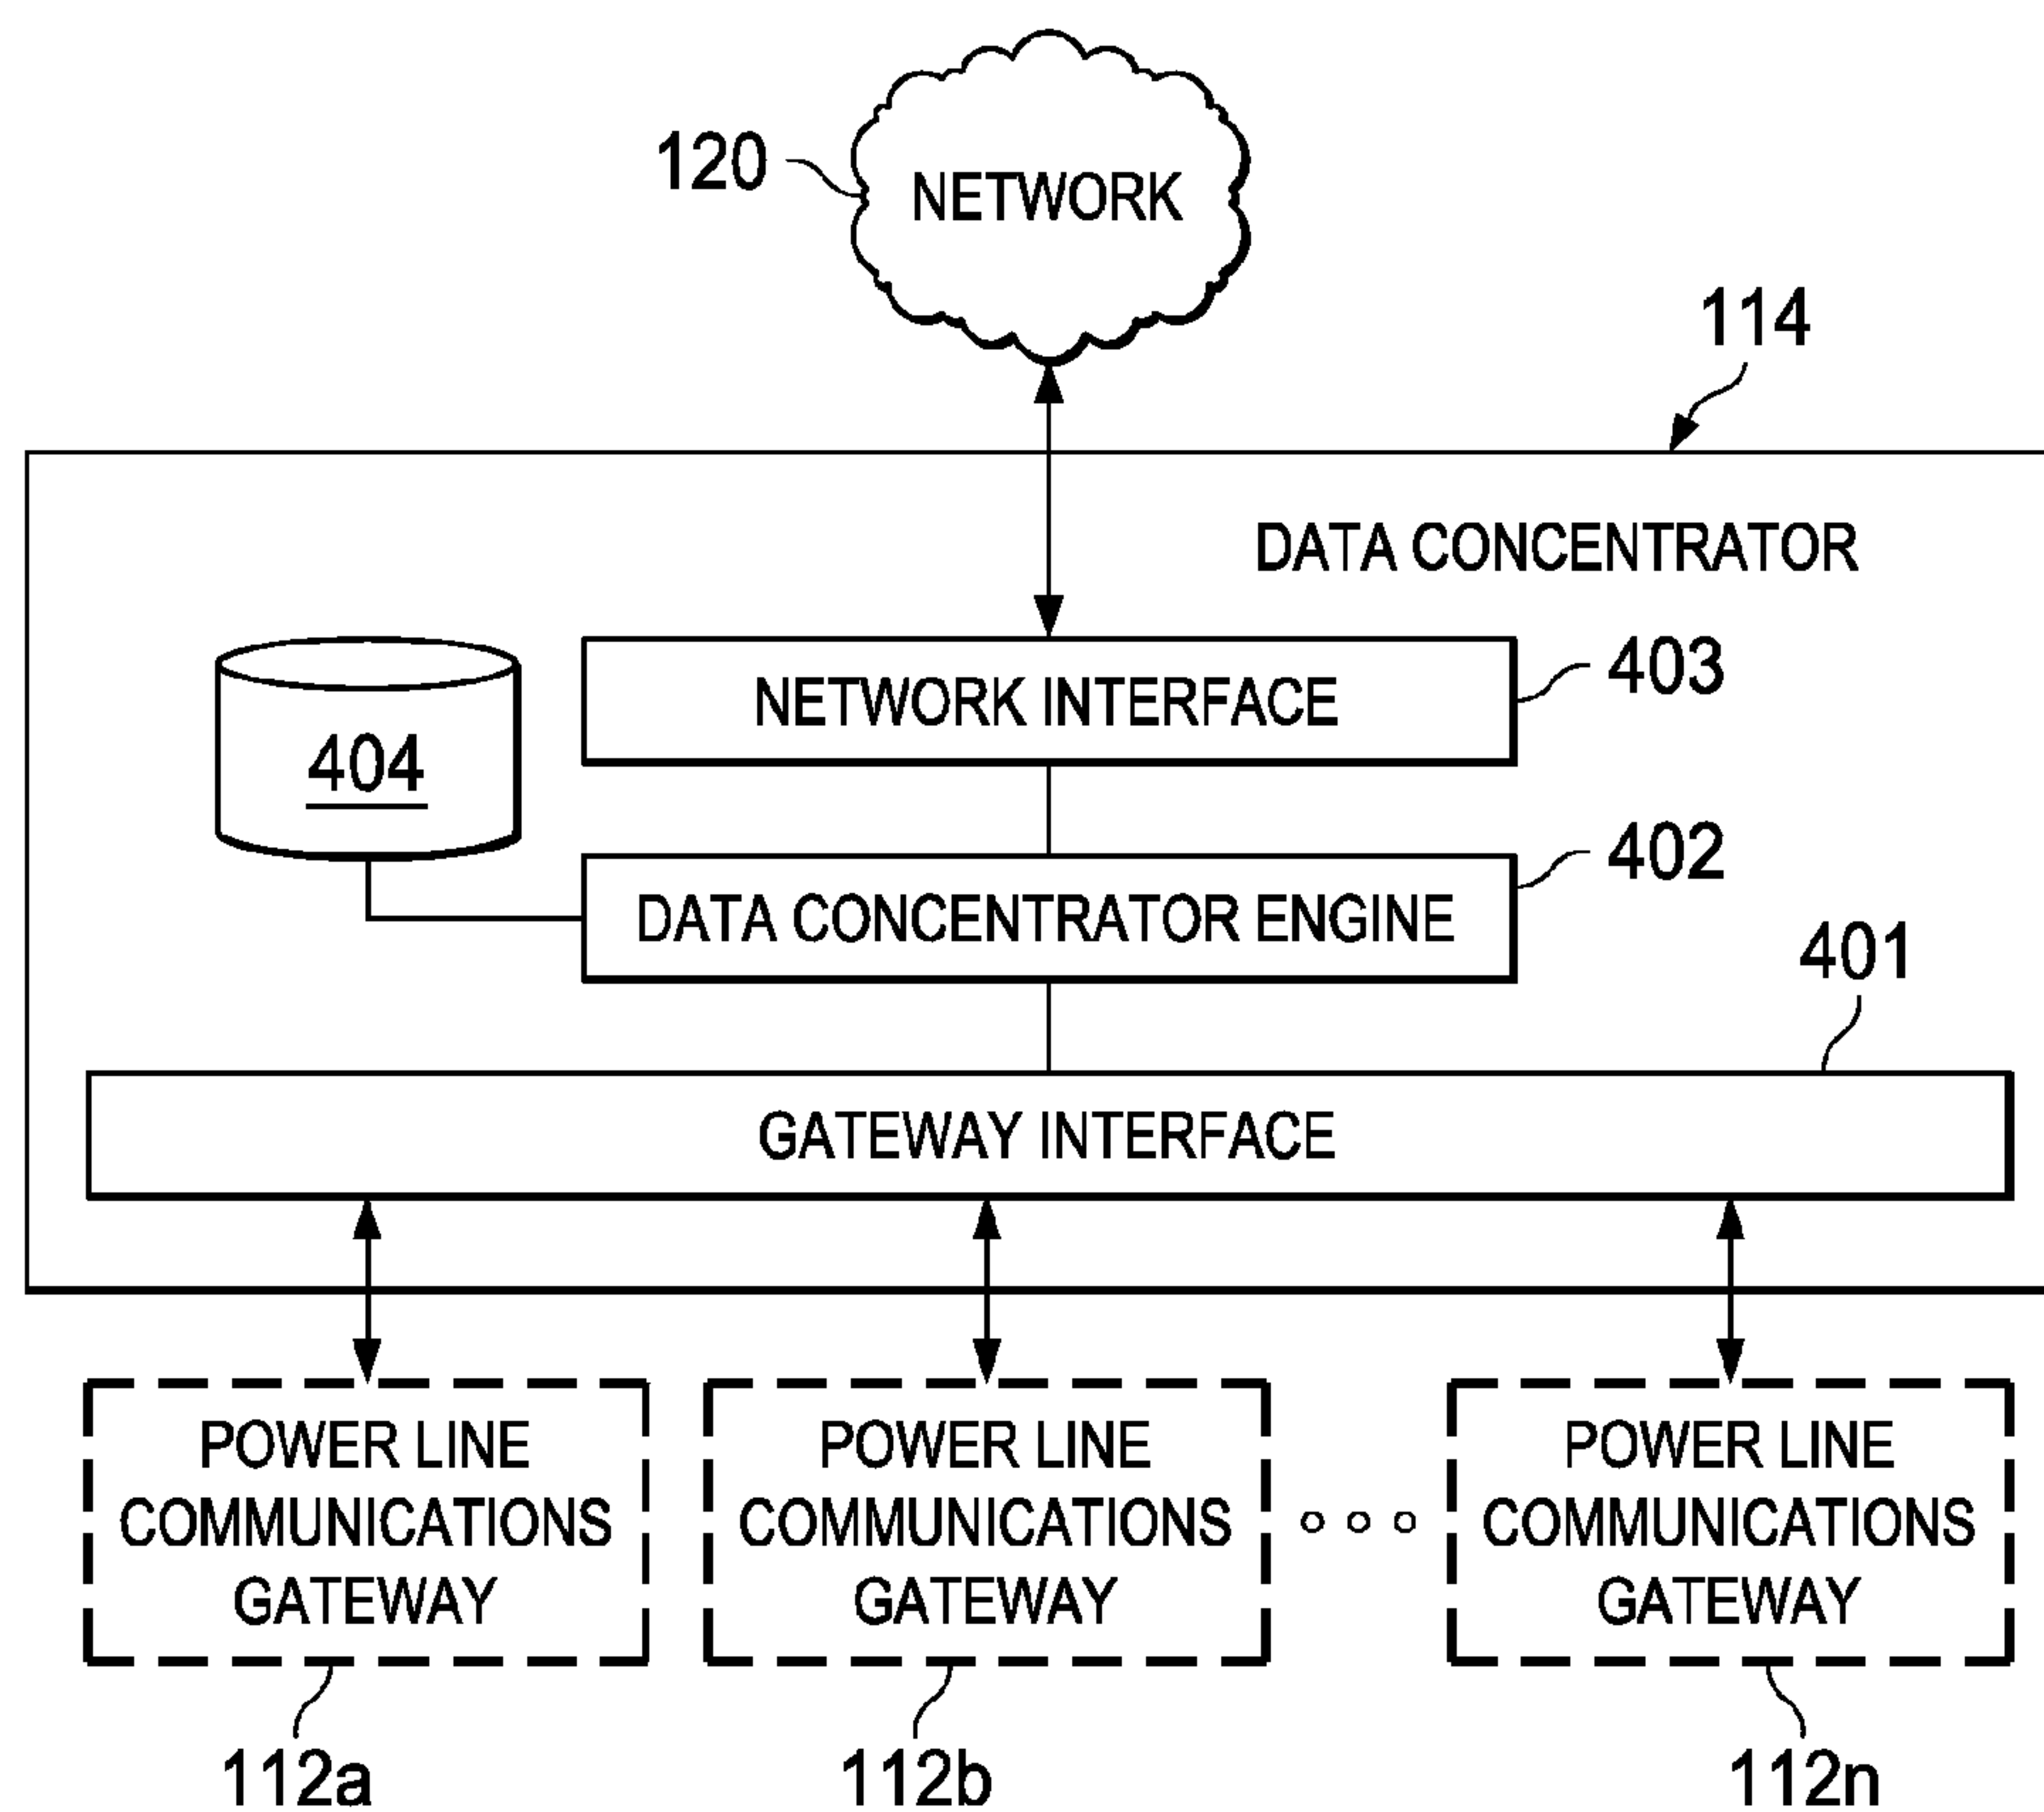 120
NETWORK
114
DATA CONCENTRATOR
403
NETWORK INTERFACE
404
402
DATA CONCENTRATOR ENGINE
401
GATEWAY INTERFACE
POWER LINE
COMMUNICATIONS
GATEWAY
POWER LINE
COMMUNICATIONS
GATEWAY
POWER LINE
COMMUNICATIONS
GATEWAY
112a
112b
112n